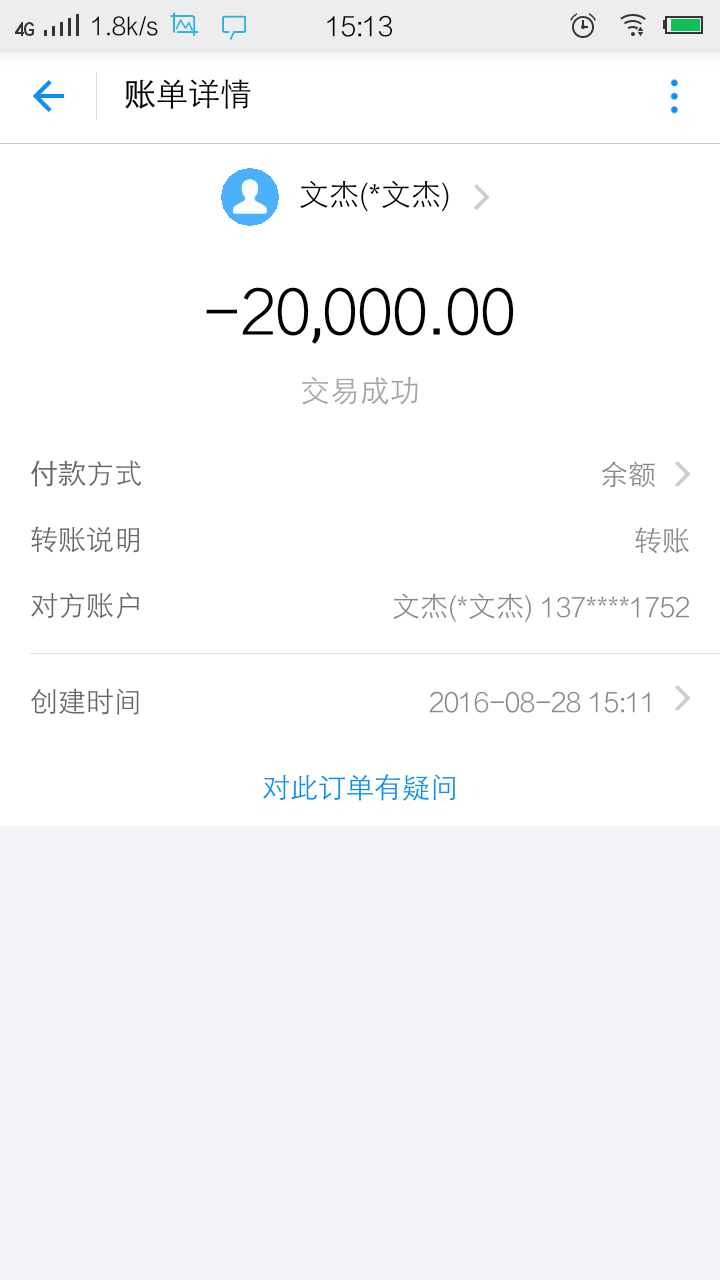 4G 1.8k/s 15:13
账单详情
文杰(*文杰)
-20,000.00
交易成功
付款方式 余额
转账说明 转账
对方账户 文杰(*文杰) 137****1752
创建时间 2016-08-28 15:11
对此订单有疑问